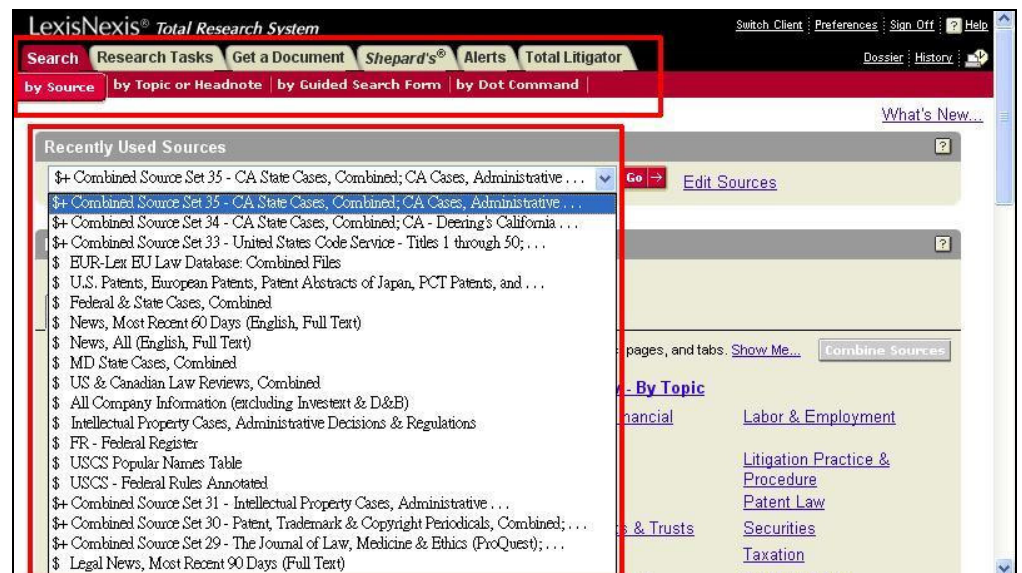 LexisNexis® Total Research System
Switch Client Preferences Sign Off ? Help
Search Research Tasks Get a Document Shepard's® Alerts Total Litigator
Dossier History
by Source by Topic or Headnote by Guided Search Form by Dot Command
What's New...
Recently Used Sources ?
$+ Combined Source Set 35 - CA State Cases, Combined; CA Cases, Administrative . . . Go Edit Sources
$+ Combined Source Set 35 - CA State Cases, Combined; CA Cases, Administrative . . .
$+ Combined Source Set 34 - CA State Cases, Combined; CA - Deering's California . . .
$+ Combined Source Set 33 - United States Code Service - Titles 1 through 50; . . . ?
$ EUR-Lex EU Law Database: Combined Files
$ U.S. Patents, European Patents, Patent Abstracts of Japan, PCT Patents, and . . .
$ Federal & State Cases, Combined
$ News, Most Recent 60 Days (English, Full Text)
$ News, All (English, Full Text) pages, and tabs. Show Me... Combine Sources
$ MD State Cases, Combined
$ US & Canadian Law Reviews, Combined - By Topic
$ All Company Information (excluding Investext & D&B)
nancial Labor & Employment
$ Intellectual Property Cases, Administrative Decisions & Regulations
$ FR - Federal Register
$ USCS Popular Names Table
Litigation Practice & Procedure
$ USCS - Federal Rules Annotated
$+ Combined Source Set 31 - Intellectual Property Cases, Administrative . . .
Patent Law
$+ Combined Source Set 30 - Patent, Trademark & Copyright Periodicals, Combined; . . .
$+ Combined Source Set 29 - The Journal of Law, Medicine & Ethics (ProQuest); . . .
s & Trusts Securities
$ Legal News, Most Recent 90 Days (Full Text)
Taxation